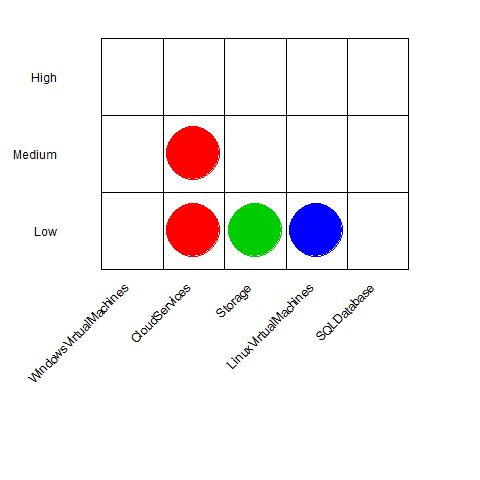 High
Medium
Low
WindowsVirtualMachines
CloudServices
Storage
LinuxVirtualMachines
SQLDatabase